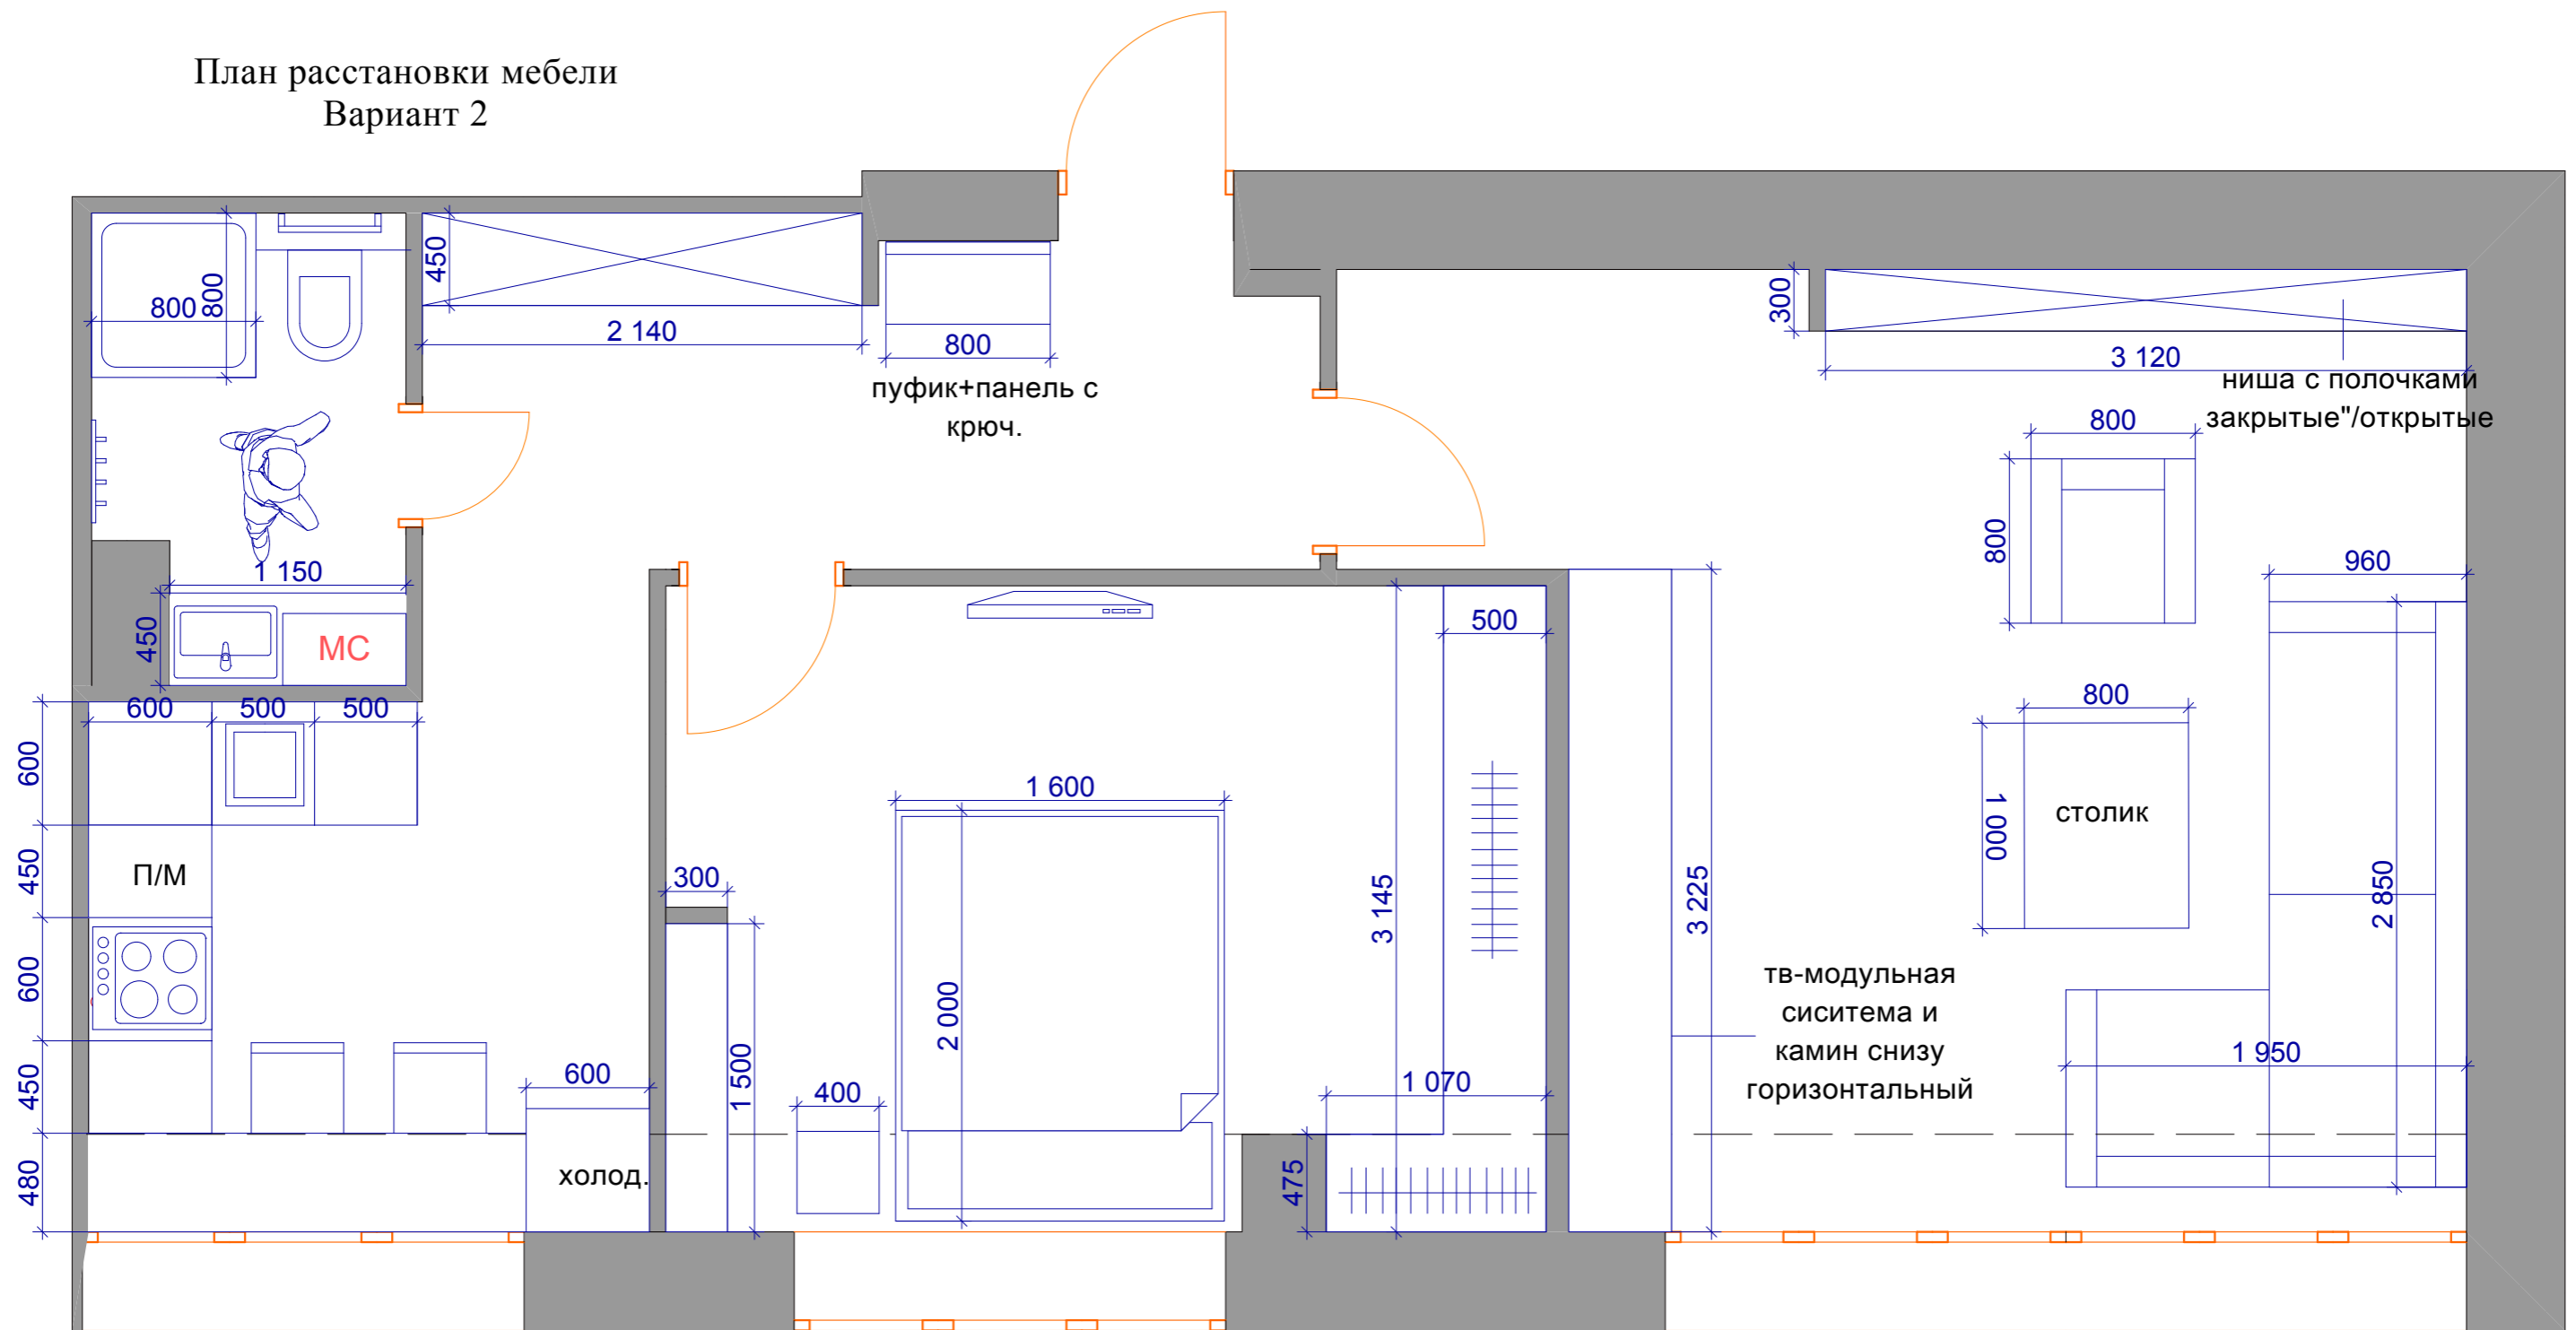 План расстановки мебели
Вариант 2
450
2 140
800
пуфик+панель с
крюч.
800
800
300
3 120
ниша с полочками
закрытые"/открытые
800
800
960
1 150
450
МС
500
600
500
500
600
450
600
450
480
П/М
600
холод.
300
1 500
400
1 600
2 000
3 145
1 070
475
3 225
800
1 000
столик
2 850
1 950
тв-модульная
сиситема и
камин снизу
горизонтальный